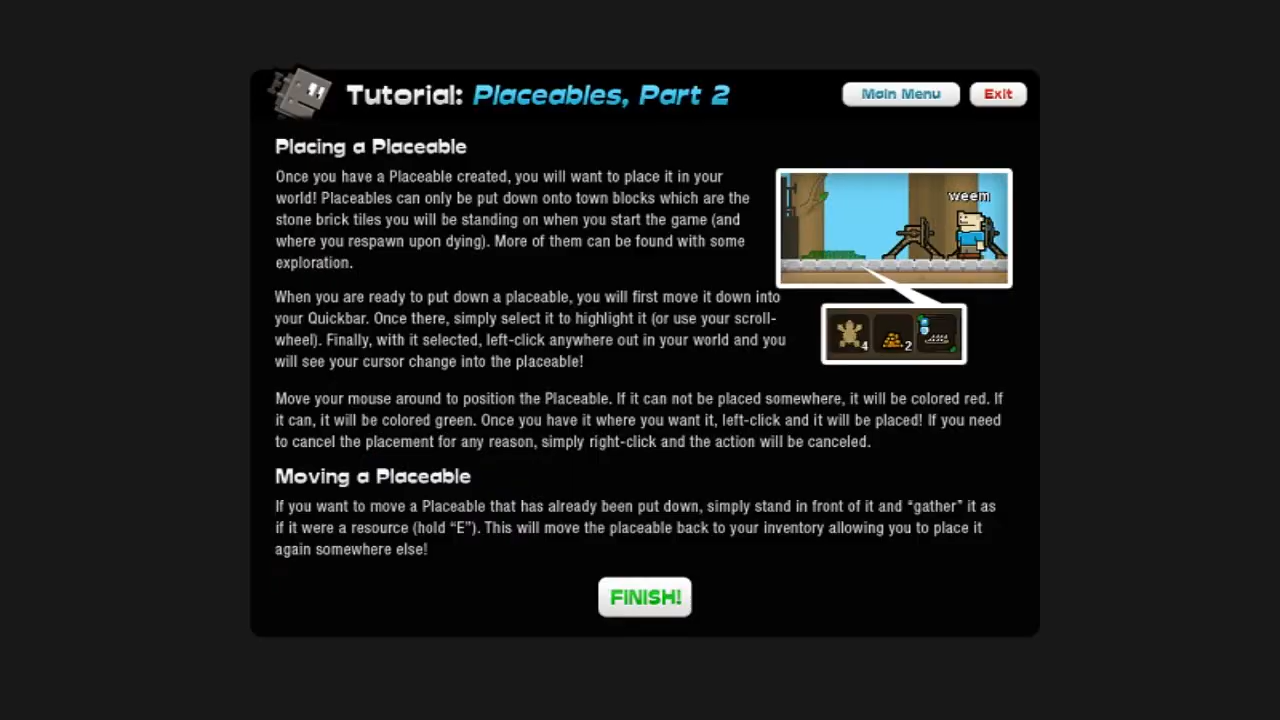 Tutorial: Placeables, Part 2
Main Menu
Exit
Placing a Placeable
Once you have a Placeable created, you will want to place it in your
world! Placeables can only be put down onto town blocks which are the
stone brick tiles you will be standing on when you start the game (and
where you respawn upon dying). More of them can be found with some
exploration.
weem
When you are ready to put down a placeable, you will first move it down into
your Quickbar. Once there, simply select it to highlight it (or use your scroll-
wheel). Finally, with it selected, left-click anywhere out in your world and you
will see your cursor change into the placeable!
4
2
Move your mouse around to position the Placeable. If it can not be placed somewhere, it will be colored red. If
it can, it will be colored green. Once you have it where you want it, left-click and it will be placed! If you need
to cancel the placement for any reason, simply right-click and the action will be canceled.
Moving a Placeable
If you want to move a Placeable that has already been put down, simply stand in front of it and “gather” it as
if it were a resource (hold “E”). This will move the placeable back to your inventory allowing you to place it
again somewhere else!
FINISH!